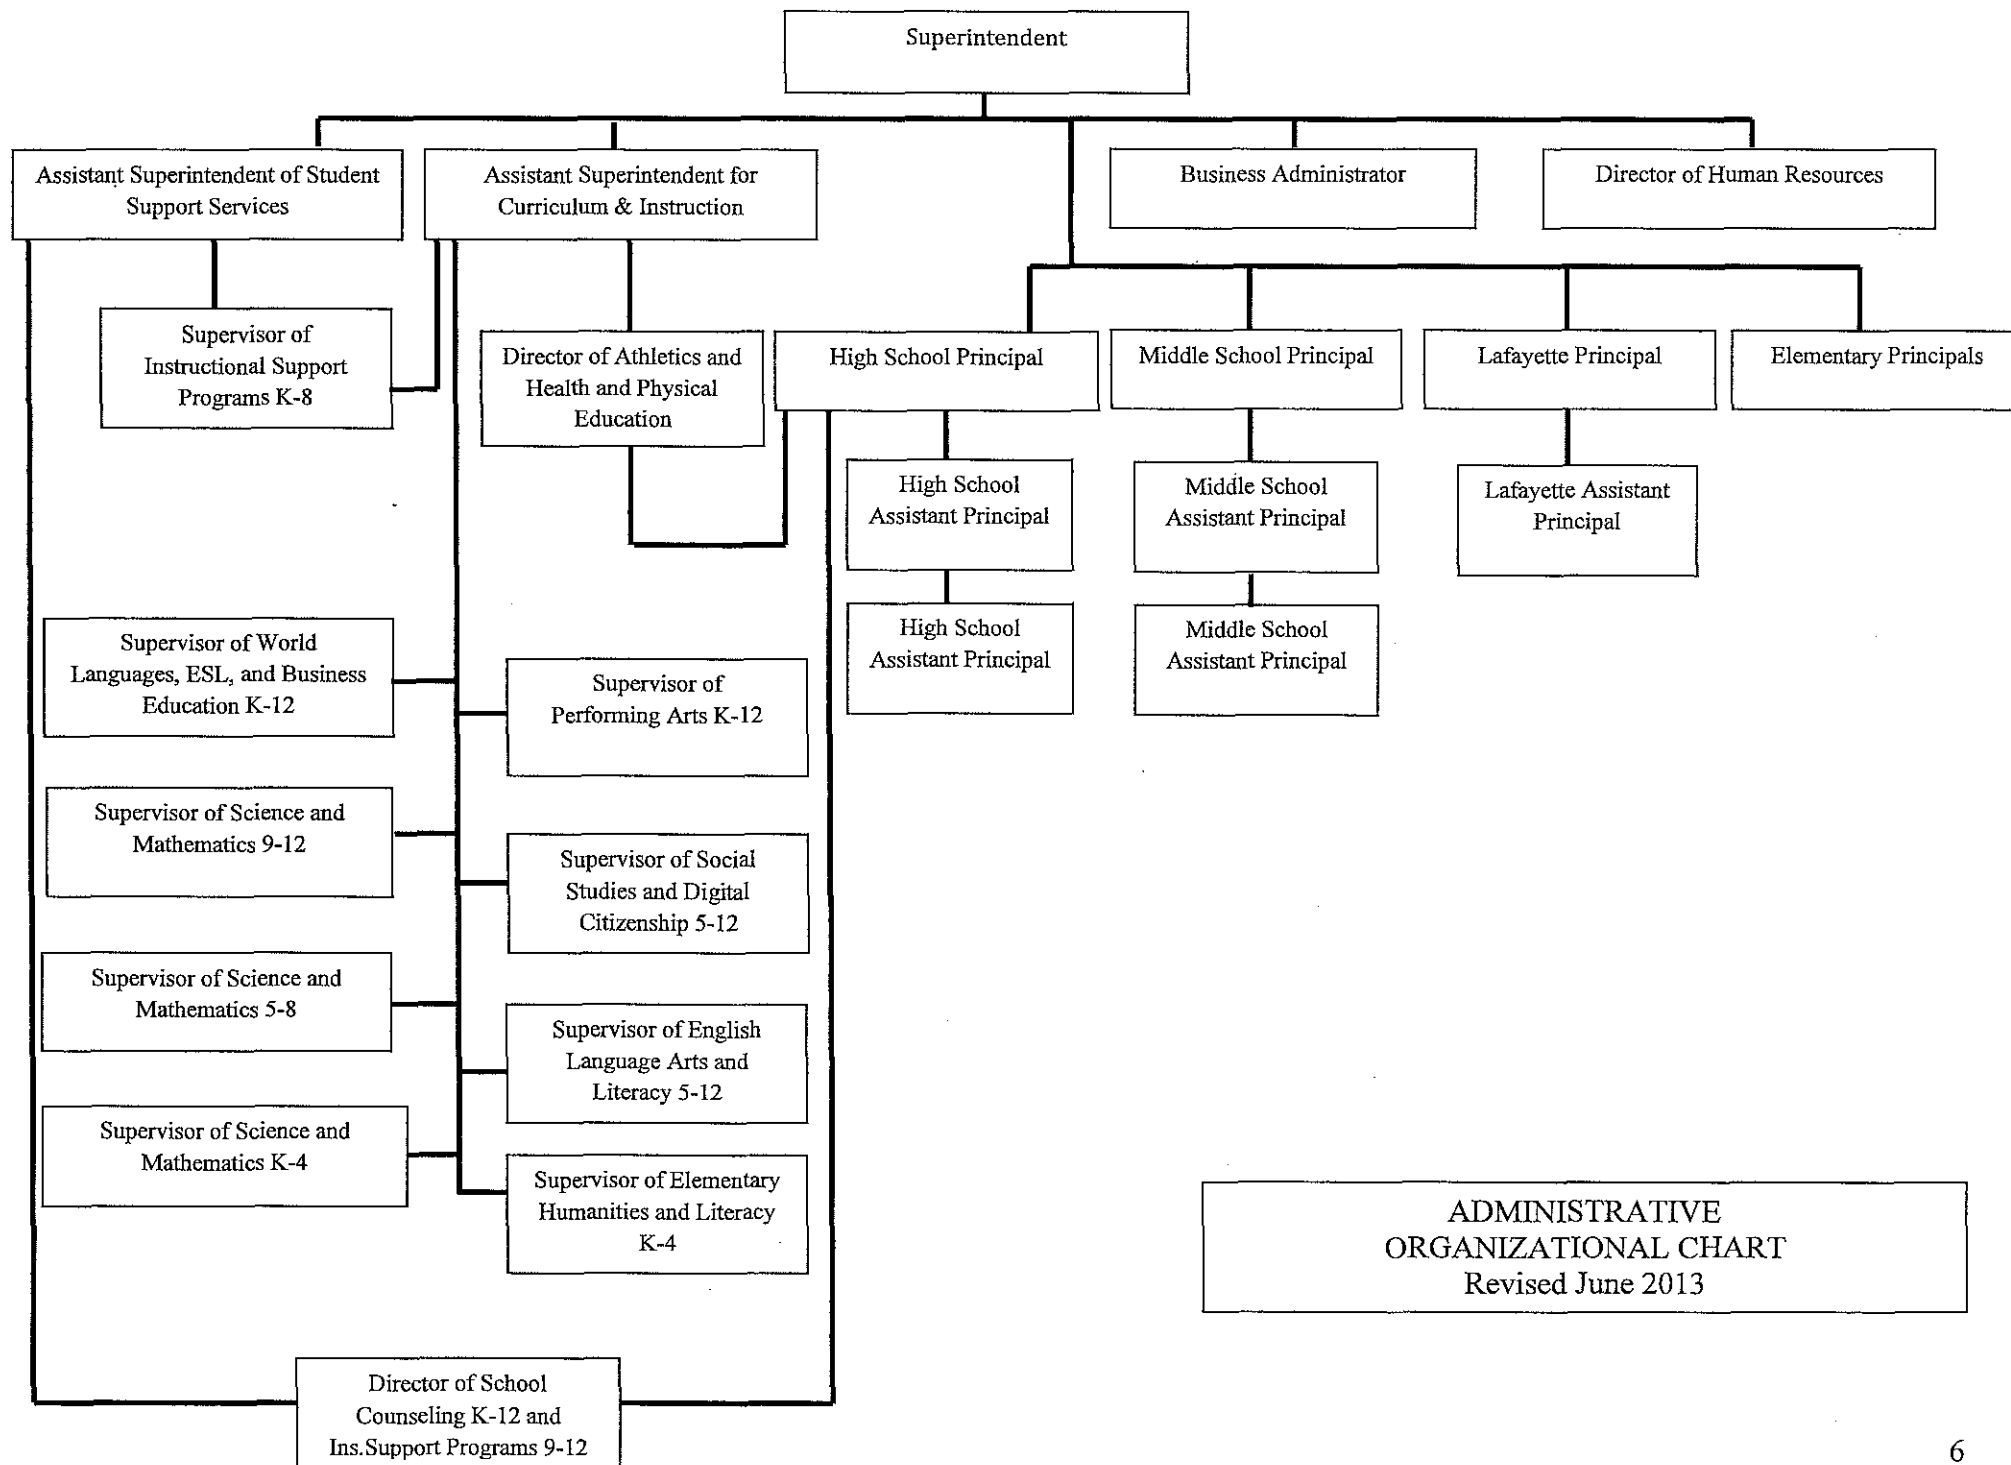 Superintendent
Assistant Superintendent of Student
Support Services
Assistant Superintendent for
Curriculum & Instruction
Business Administrator
Director of Human Resources
Supervisor of
Instructional Support
Programs K-8
Director of Athletics and
Health and Physical
Education
High School Principal
Middle School Principal
Lafayette Principal
Elementary Principals
High School
Assistant Principal
Middle School
Assistant Principal
Lafayette Assistant
Principal
High School
Assistant Principal
Middle School
Assistant Principal
Supervisor of World
Languages, ESL, and Business
Education K-12
Supervisor of
Performing Arts K-12
Supervisor of Science and
Mathematics 9-12
Supervisor of Social
Studies and Digital
Citizenship 5-12
Supervisor of Science and
Mathematics 5-8
Supervisor of English
Language Arts and
Literacy 5-12
Supervisor of Science and
Mathematics K-4
Supervisor of Elementary
Humanities and Literacy
K-4
ADMINISTRATIVE
ORGANIZATIONAL CHART
Revised June 2013
Director of School
Counseling K-12 and
Ins.Support Programs 9-12
6